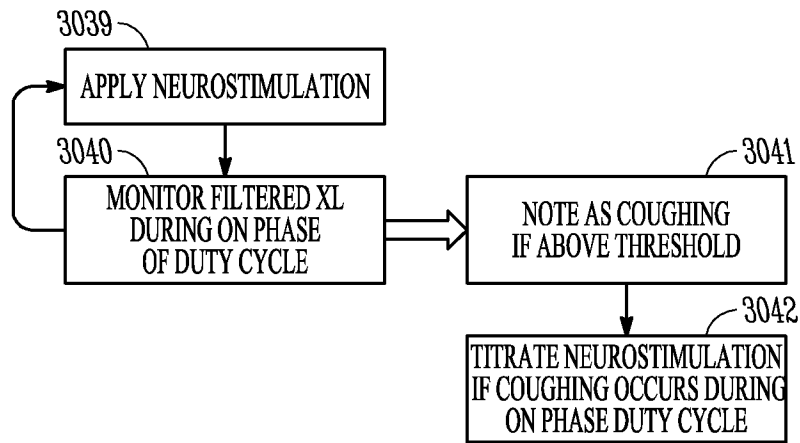 3039
APPLY NEUROSTIMULATION
3040
MONITOR FILTERED XL
DURING ON PHASE
OF DUTY CYCLE
3041
NOTE AS COUGHING
IF ABOVE THRESHOLD
3042
TITRATE NEUROSTIMULATION
IF COUGHING OCCURS DURING
ON PHASE DUTY CYCLE